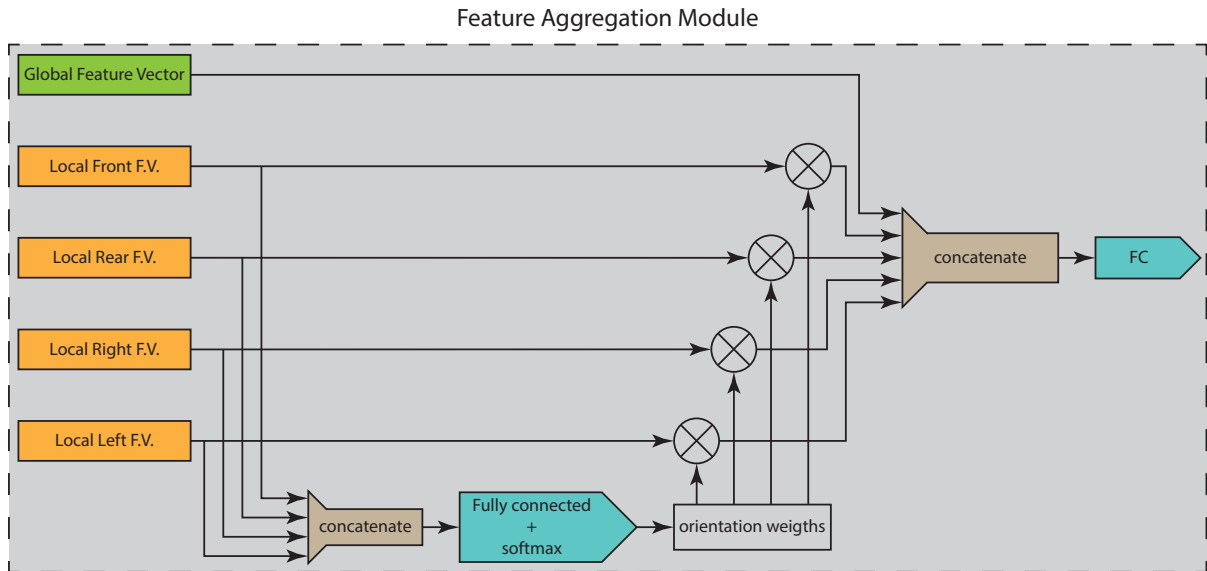 Feature Aggregation Module
Global Feature Vector
Local Front F.V.
Local Rear F.V.
concatenate
FC
Local Right F.V.
Local Left F.V.
concatenate
Fully connected
+
softmax
orientation weigths